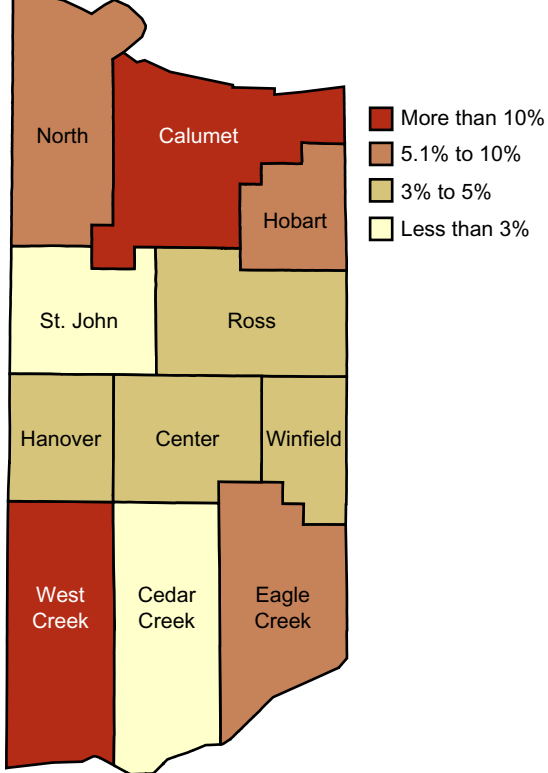 North
Calumet
Hobart
More than 10%
5.1% to 10%
3% to 5%
Less than 3%
St. John
Ross
Hanover
Center
Winfield
West
Creek
Cedar
Creek
Eagle
Creek